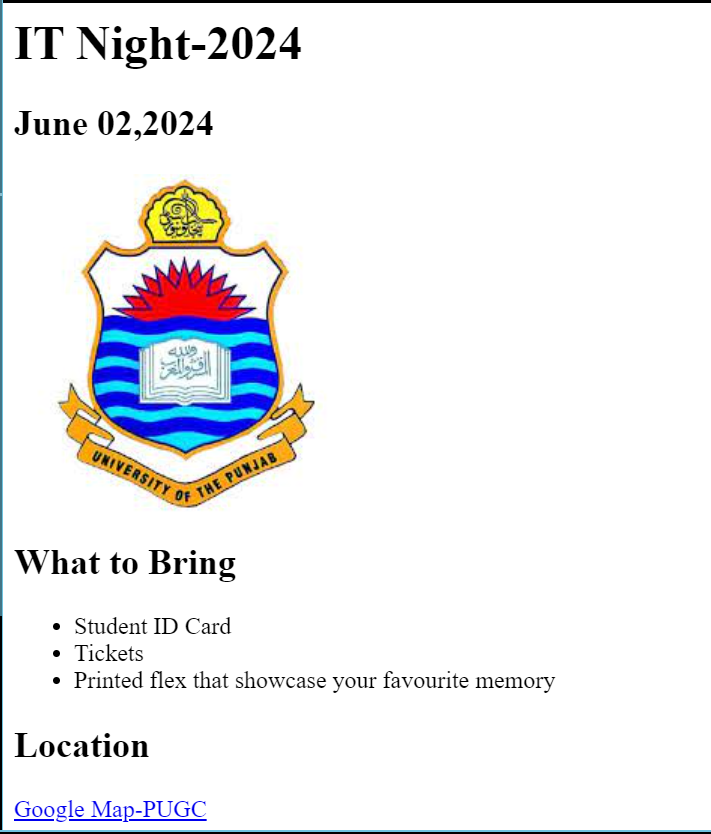 IT Night-2024
June 02,2024
UNIVERSITY OF THE PUNJAB
What to Bring
Student ID Card
Tickets
Printed flex that showcase your favourite memory
Location
Google Map-PUGC